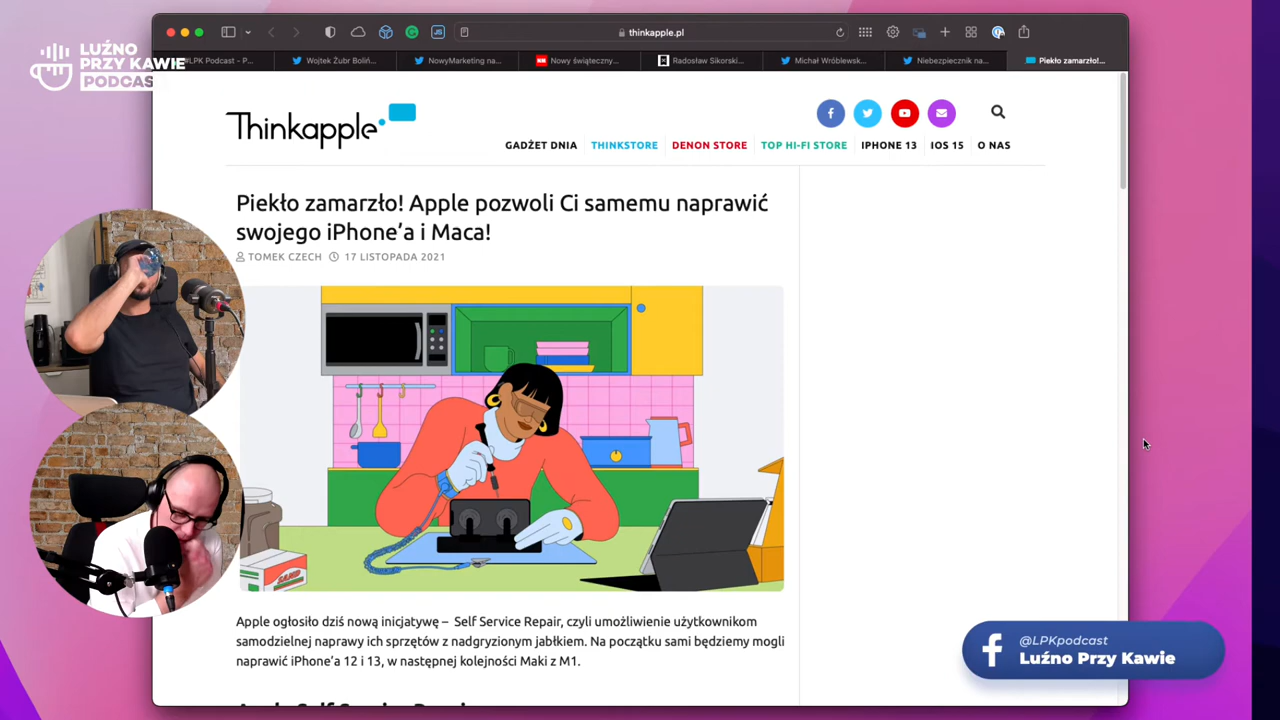 LUŹNO
PRZY KAWIE
PODCAST
thinkapple.pl
#LPK Podcast - P...
Wojtek Żubr Boliń...
NowyMarketing na...
Nowy świąteczny...
Radosław Sikorski...
Michał Wróblewsk...
Niebezpiecznik na...
Piekło zamarzło!...
Thinkapple
GADŻET DNIA
THINKSTORE
DENON STORE
TOP HI-FI STORE
IPHONE 13
IOS 15
O NAS
Piekło zamarzło! Apple pozwoli Ci samemu naprawić
swojego iPhone’a i Maca!
TOMEK CZECH 17 LISTOPADA 2021
Apple ogłosiło dziś nową inicjatywę – Self Service Repair, czyli umożliwienie użytkownikom
samodzielnej naprawy ich sprzętów z nadgryzionym jabłkiem. Na początku sami będziemy mogli
naprawić iPhone’a 12 i 13, w następnej kolejności Maki z M1.
@LPKpodcast
Luźno Przy Kawie